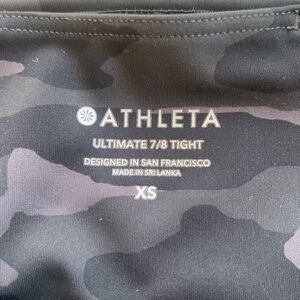 ATHLETA
ULTIMATE 7/8 TIGHT
DESIGNED IN SAN FRANCISCO
MADE IN SRI LANKA
XS